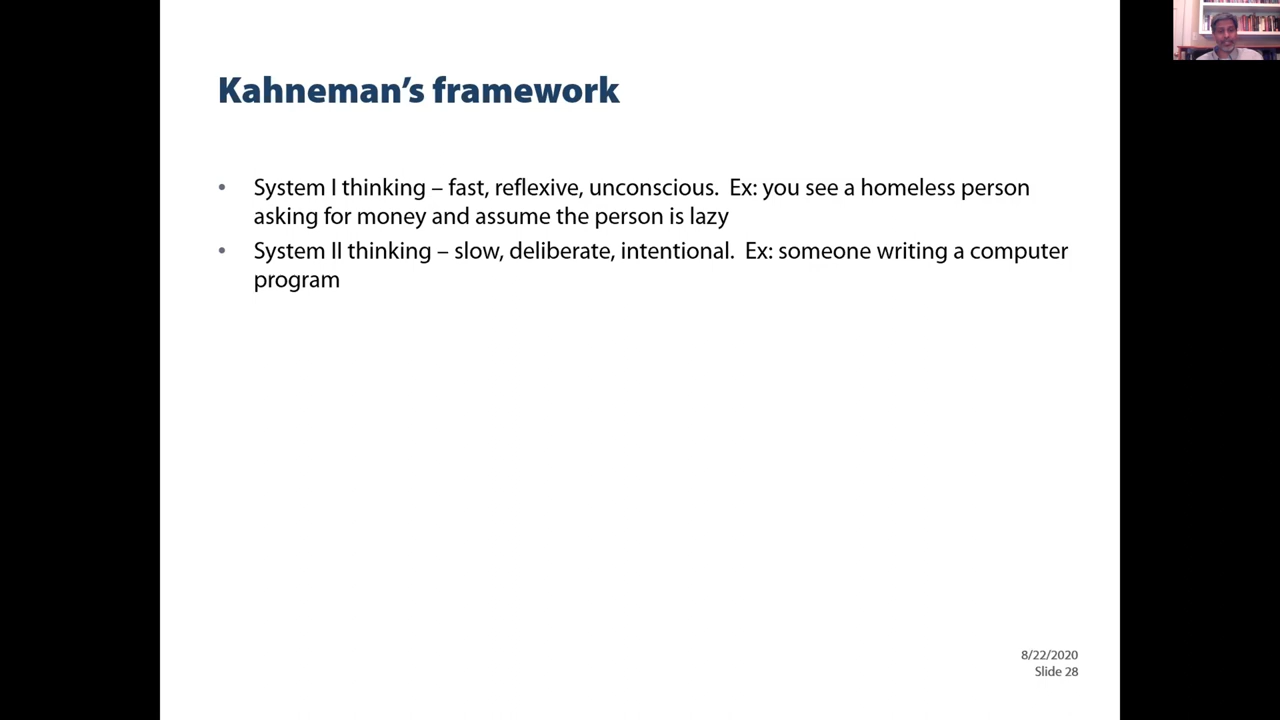 Kahneman's framework
• System I thinking – fast, reflexive, unconscious.  Ex: you see a homeless person
asking for money and assume the person is lazy
• System II thinking – slow, deliberate, intentional.  Ex: someone writing a computer
program
8/22/2020
Slide 28